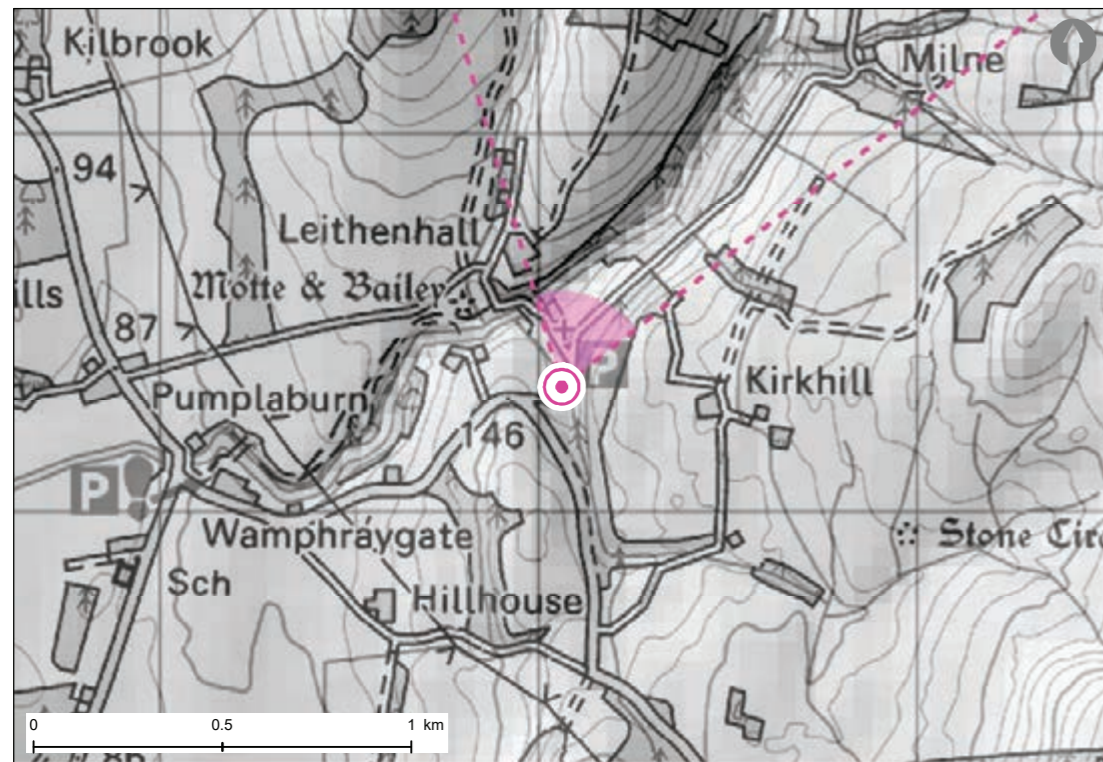 Kilbrook
Milne
94
Leithenhall
Motte & Bailey
ills
87
P
Pumplaburn
Kirkhill
146
P
Wamphraygate
Stone Circ
Sch
Hillhouse
0 0.5 1 km
86